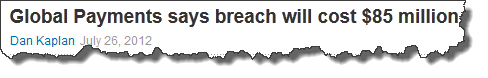 Global Payments says breach will cost $85 million
Dan Kaplan July 26, 2012